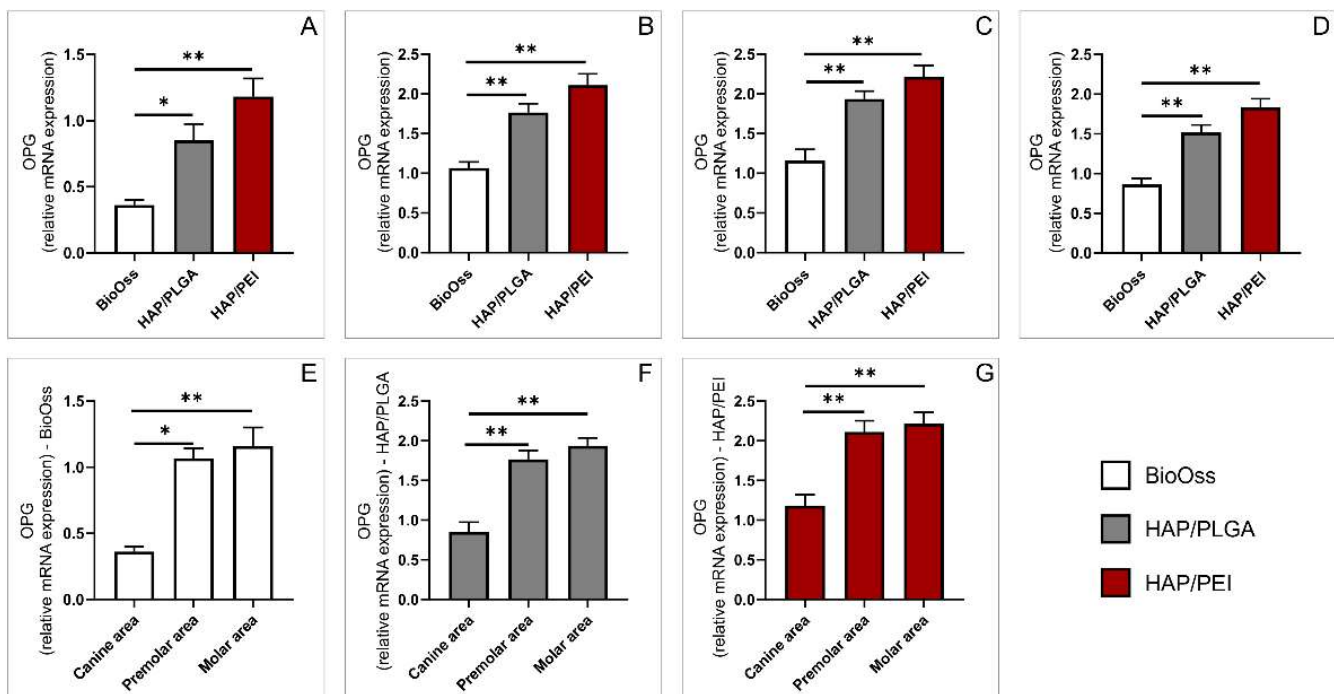 A
OPG
(relative mRNA expression)
1.5
1.0
0.5
0.0
**
*
BioOss
HAP/PLGA
HAP/PEI
B
OPG
(relative mRNA expression)
2.5
2.0
1.5
1.0
0.5
0.0
**
**
BioOss
HAP/PLGA
HAP/PEI
C
OPG
(relative mRNA expression)
2.5
2.0
1.5
1.0
0.5
0.0
**
**
BioOss
HAP/PLGA
HAP/PEI
D
OPG
(relative mRNA expression)
2.5
2.0
1.5
1.0
0.5
0.0
**
**
BioOss
HAP/PLGA
HAP/PEI
E
OPG
(relative mRNA expression) - BioOss
1.5
1.0
0.5
0.0
**
*
Canine area
Premolar area
Molar area
F
OPG
(relative mRNA expression) - HAP/PLGA
2.5
2.0
1.5
1.0
0.5
0.0
**
**
Canine area
Premolar area
Molar area
G
OPG
(relative mRNA expression) - HAP/PEI
2.5
2.0
1.5
1.0
0.5
0.0
**
**
Canine area
Premolar area
Molar area
BioOss
HAP/PLGA
HAP/PEI